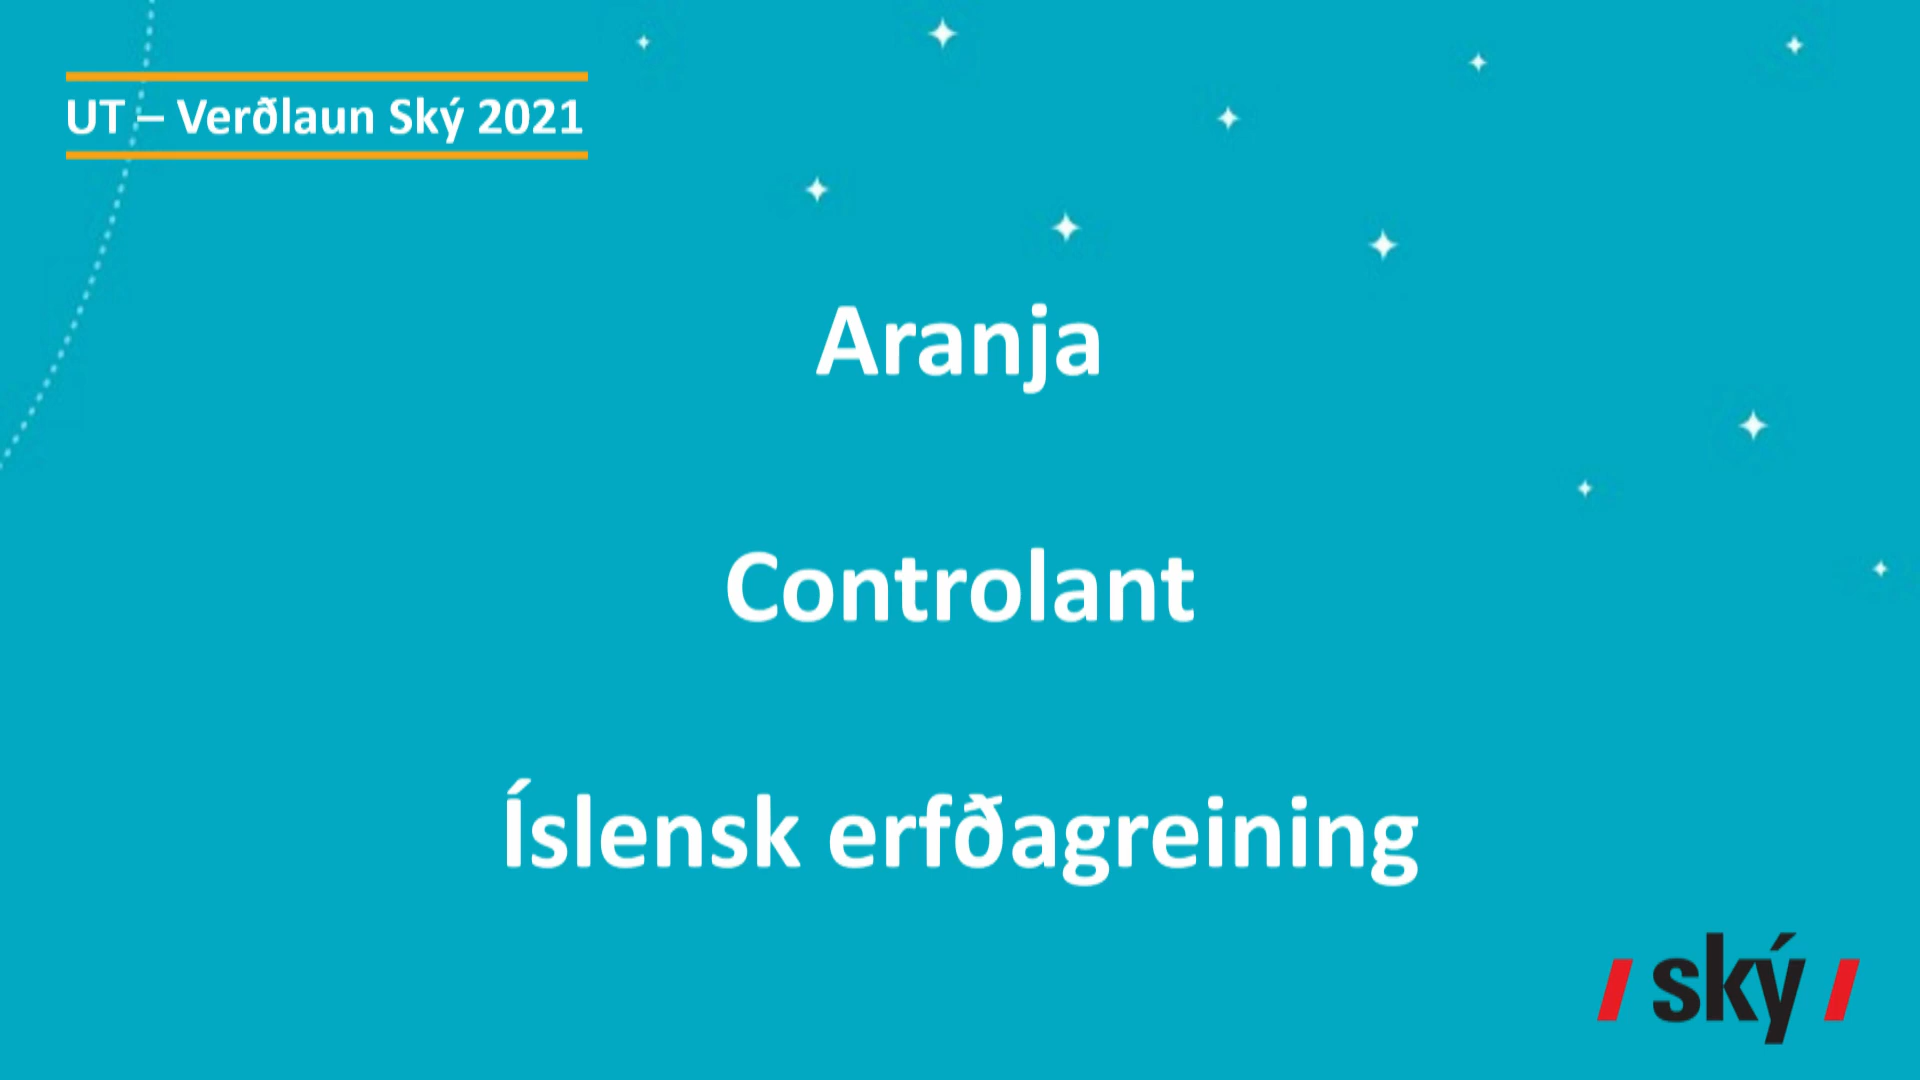 UT – Verðlaun Ský 2021
Aranja
Controlant
Íslensk erfðagreining
/ ský /